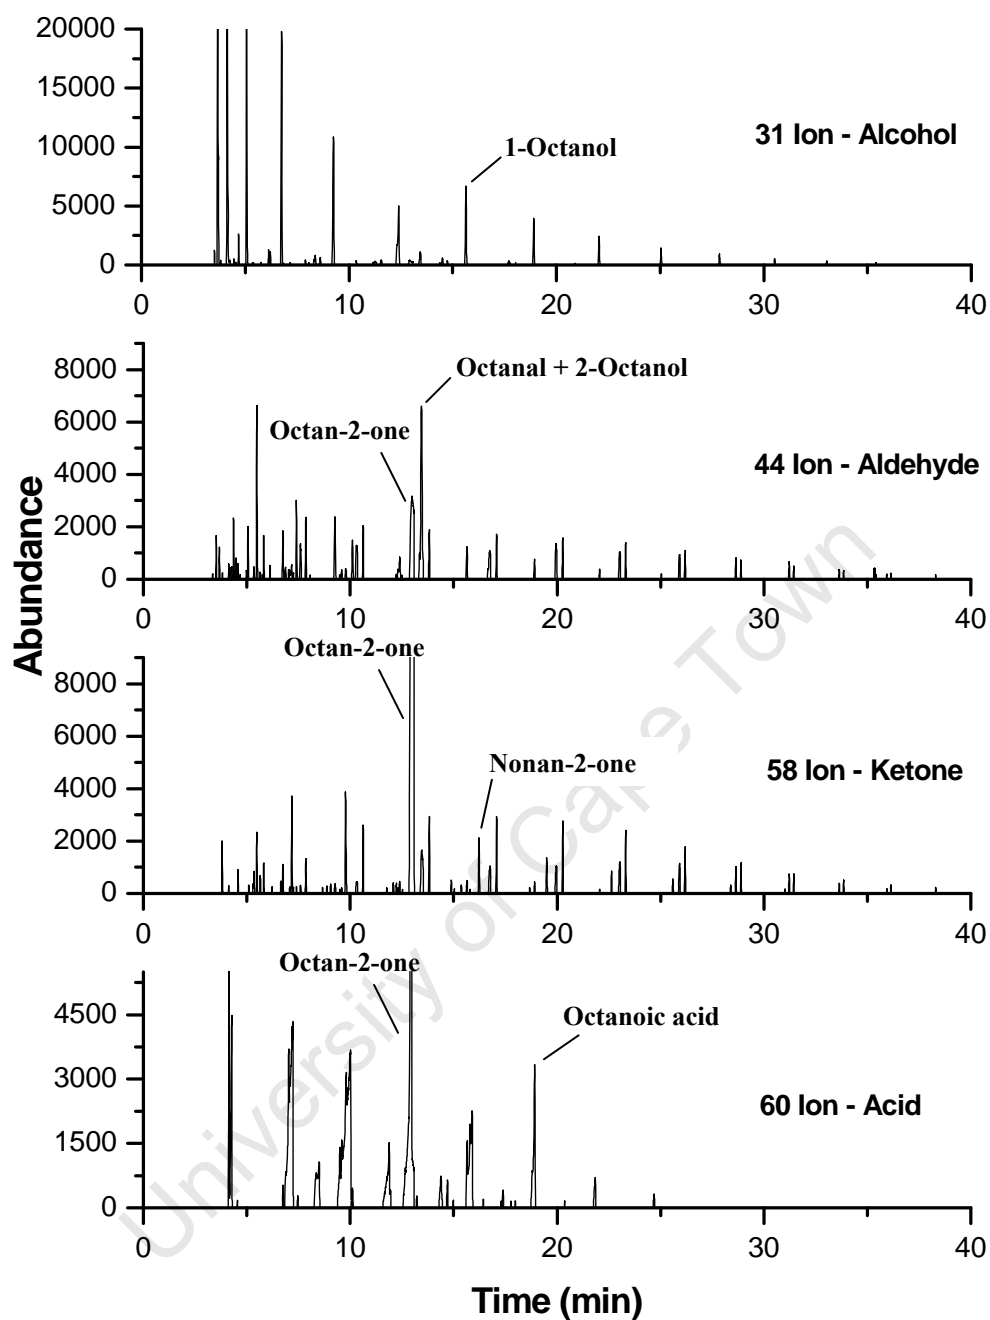 20000
15000
10000
5000
0
0 10 20 30 40
1-Octanol
31 Ion - Alcohol
8000
6000
4000
2000
0
0 10 20 30 40
Octanal + 2-Octanol
Octan-2-one
44 Ion - Aldehyde
Abundance
8000
6000
4000
2000
0
0 10 20 30 40
Octan-2-one
Nonan-2-one
58 Ion - Ketone
4500
3000
1500
0
0 10 20 30 40
Octan-2-one
Octanoic acid
60 Ion - Acid
Time (min)
University of Cape Town